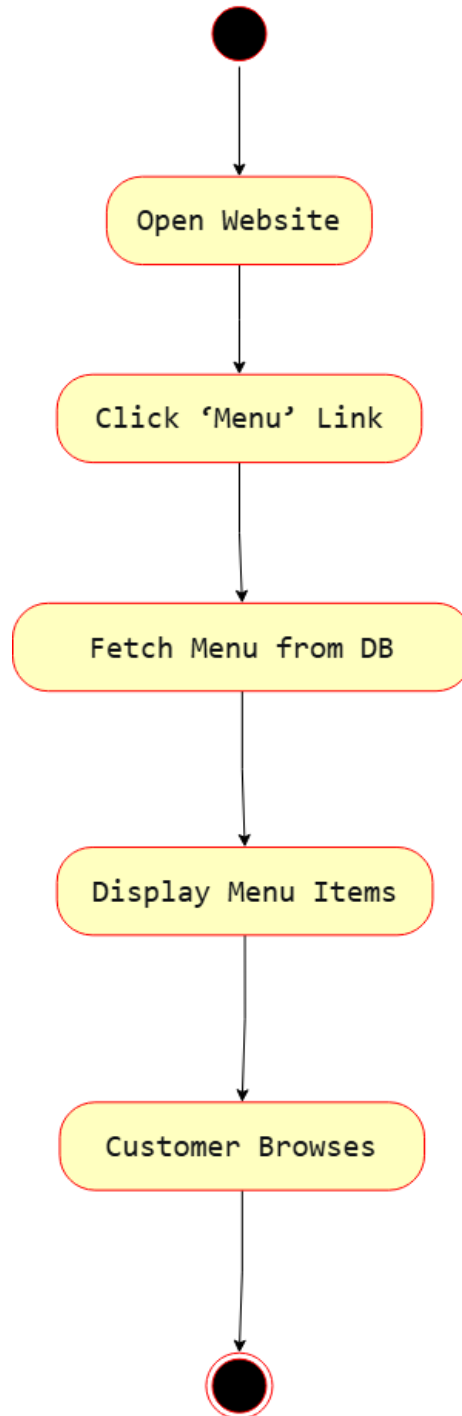 Open Website
Click ‘Menu’ Link
Fetch Menu from DB
Display Menu Items
Customer Browses